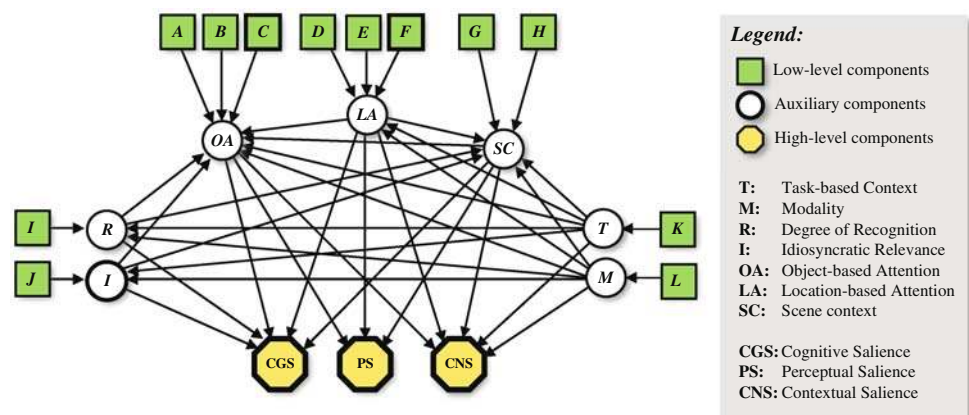 A B C D E F G H
Legend:
Low-level components
LA
Auxiliary components
OA
SC
High-level components
T: Task-based Context
M: Modality
I R T K
R: Degree of Recognition
I: Idiosyncratic Relevance
J I M L
OA: Object-based Attention
LA: Location-based Attention
SC: Scene context
CGS PS CNS
CGS: Cognitive Salience
PS: Perceptual Salience
CNS: Contextual Salience